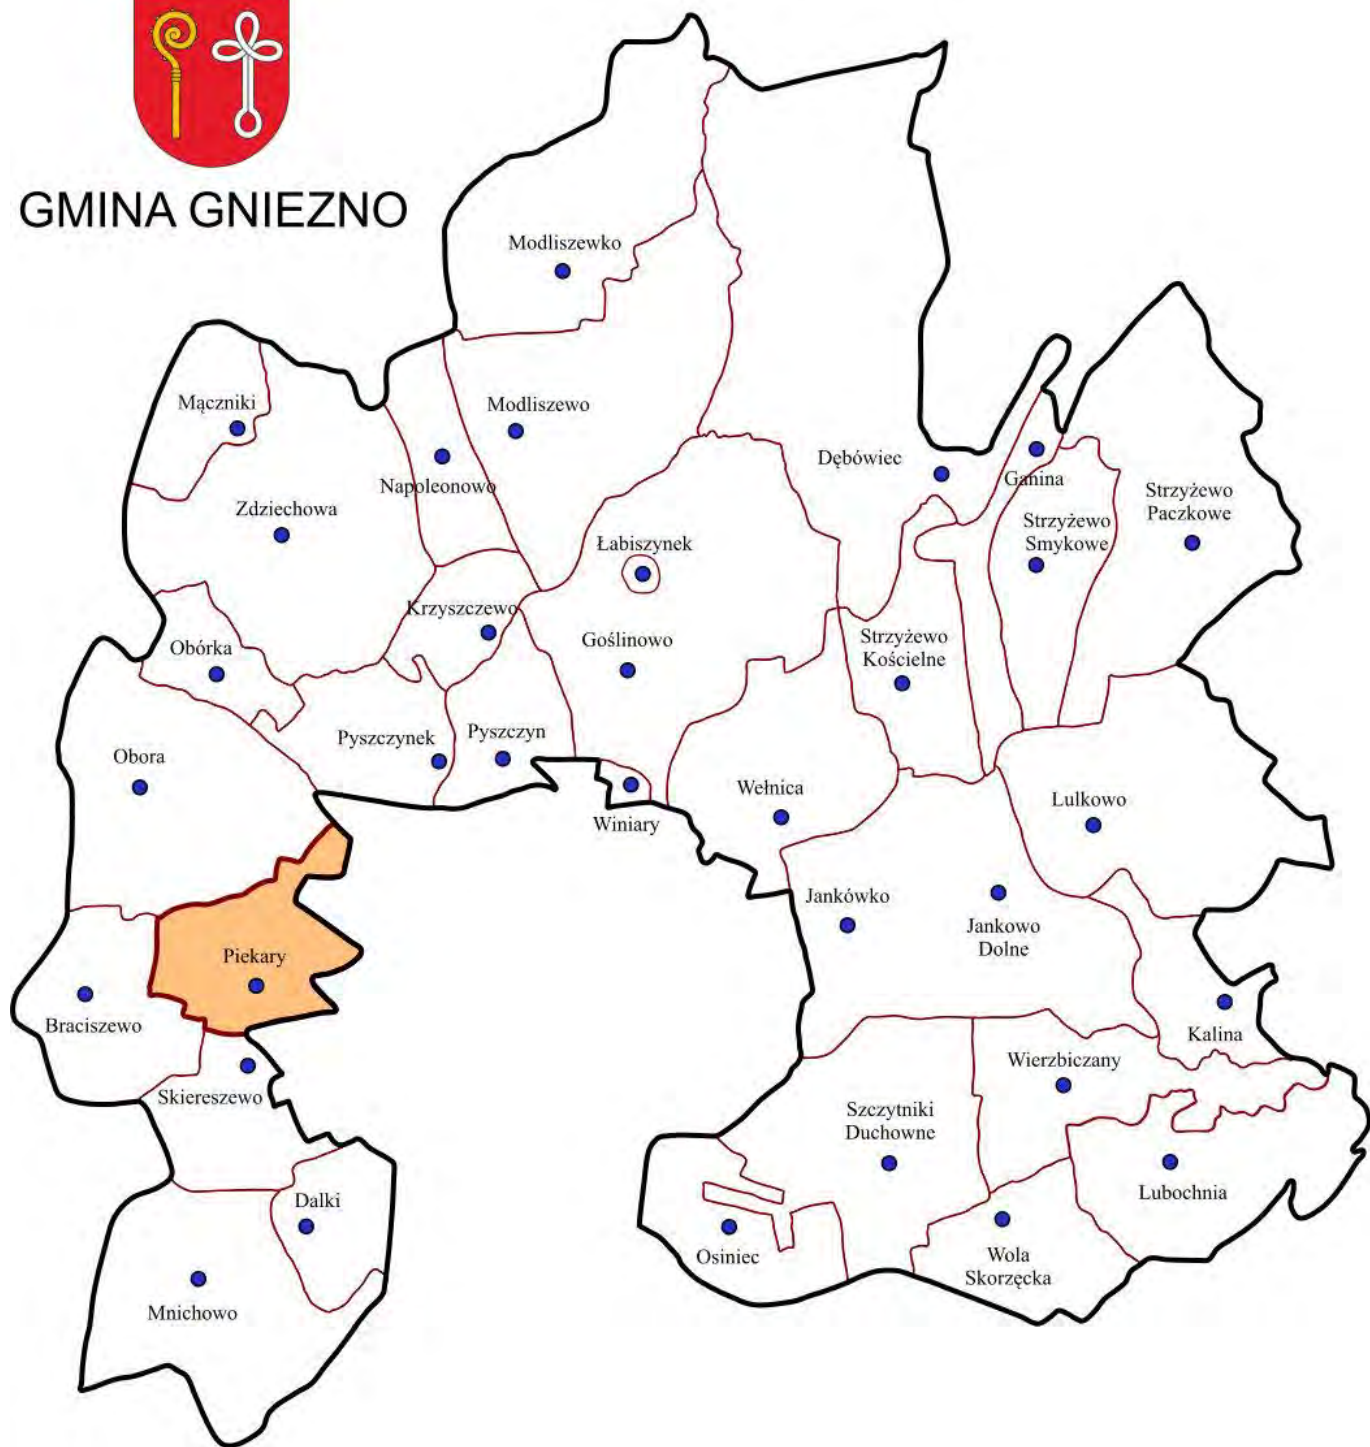 GMINA GNIEZNO
Modliszewko
Mączniki
Modliszewo
Dębówiec
Napoleonowo
Ganina
Strzyżewo
Paczkowe
Zdziechowa
Strzyżewo
Smykowe
Łabiszynek
Krzyszczewo
Obórka
Goślinowo
Strzyżewo
Kościelne
Pyszczynek
Pyszczyn
Obora
Wełnica
Lulkowo
Winiary
Jankówko
Jankowo
Dolne
Piekary
Braciszewo
Kalina
Skiereszewo
Wierzbiczany
Szczytniki
Duchowne
Dalki
Lubochnia
Osiniec
Wola
Skorzęcka
Mnichowo